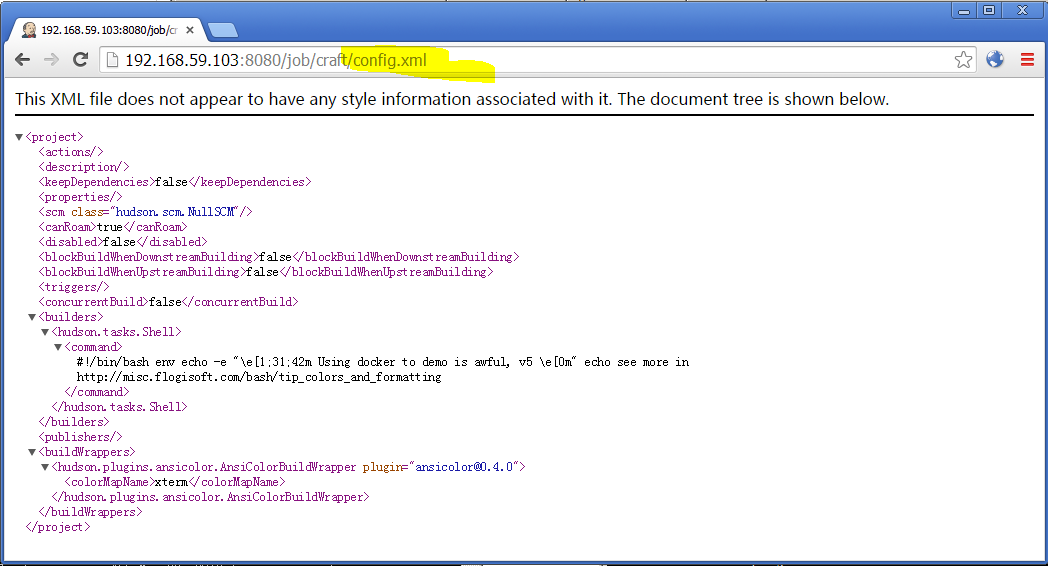 192.168.59.103:8080/job/cr
192.168.59.103:8080/job/craft/config.xml
This XML file does not appear to have any style information associated with it. The document tree is shown below.
<project>
<actions/>
<description/>
<keepDependencies>false</keepDependencies>
<properties/>
<scm class="hudson.scm.NullSCM"/>
<canRoam>true</canRoam>
<disabled>false</disabled>
<blockBuildWhenDownstreamBuilding>false</blockBuildWhenDownstreamBuilding>
<blockBuildWhenUpstreamBuilding>false</blockBuildWhenUpstreamBuilding>
<triggers/>
<concurrentBuild>false</concurrentBuild>
<builders>
<hudson.tasks.Shell>
<command>
#!/bin/bash env echo -e "\e[1;31;42m Using docker to demo is awful, v5 \e[0m" echo see more in
http://misc.flogisoft.com/bash/tip_colors_and_formatting
</command>
</hudson.tasks.Shell>
</builders>
<publishers/>
<buildWrappers>
<hudson.plugins.ansicolor.AnsiColorBuildWrapper plugin="ansicolor@0.4.0">
<colorMapName>xterm</colorMapName>
</hudson.plugins.ansicolor.AnsiColorBuildWrapper>
</buildWrappers>
</project>